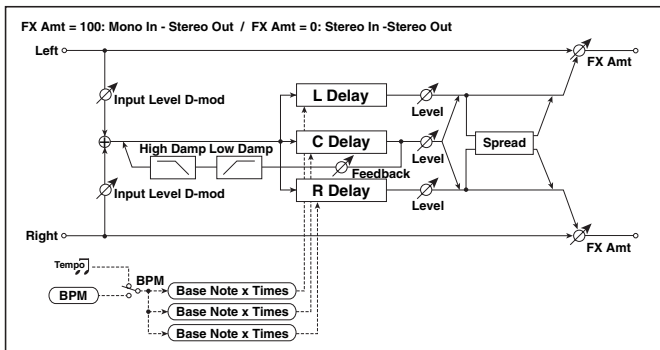 FX Amt = 100: Mono In - Stereo Out / FX Amt = 0: Stereo In -Stereo Out
Left
FX Amt
Input Level D-mod
L Delay
Level
High Damp Low Damp
C Delay
Level
Spread
Feedback
Input Level D-mod
R Delay
Level
Right
FX Amt
Tempo
BPM
BPM
Base Note x Times
Base Note x Times
Base Note x Times